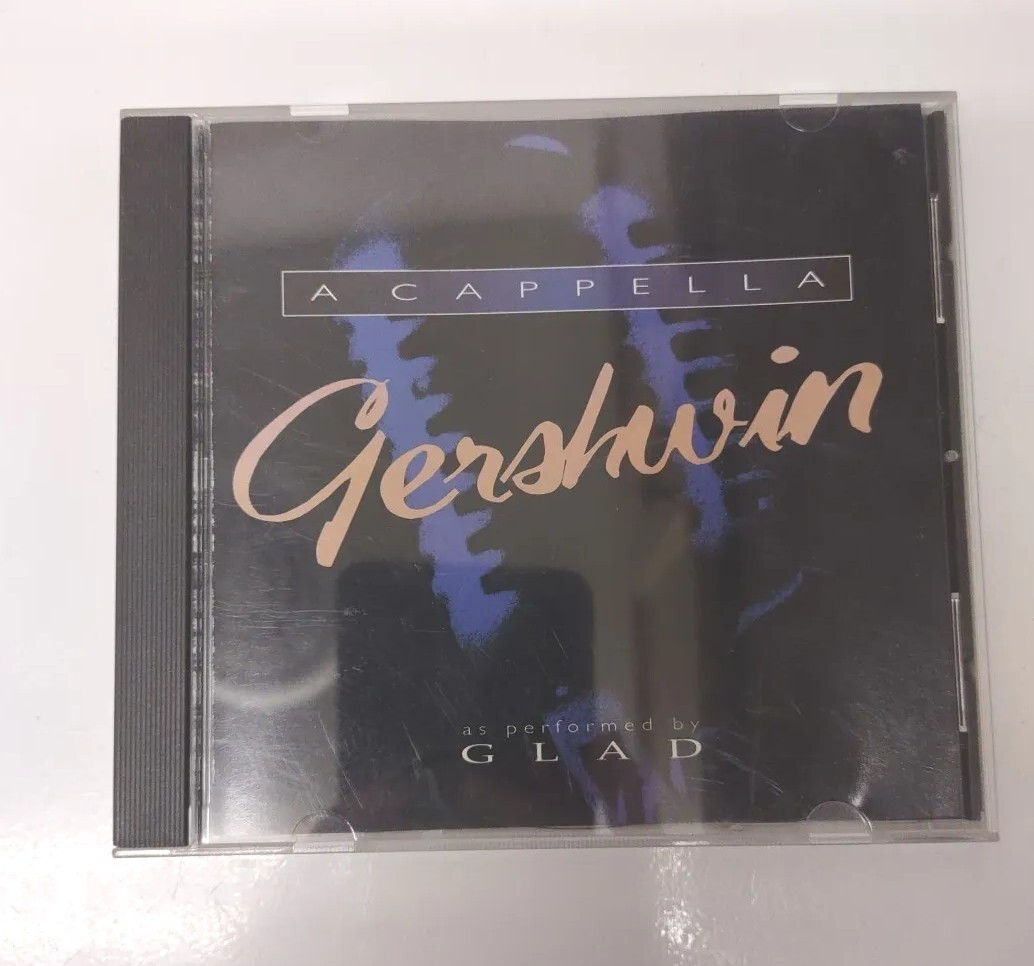 A CAPPELLA
Gershwin
as performed by
GLAD